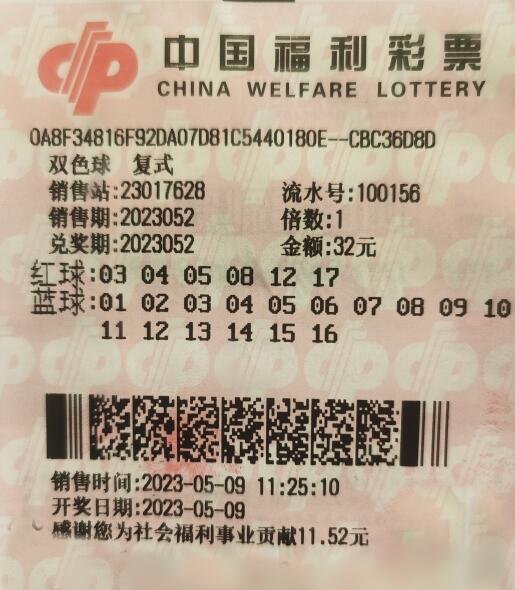 中国福利彩票
CHINA WELFARE LOTTERY
0A8F34816F92DA07D81C5440180E--CBC36D8D
双色球 复式
销售站:23017628 流水号:100156
销售期:2023052 倍数:1
兑奖期:2023052 金额:32元
红球:03 04 05 08 12 17
蓝球:01 02 03 04 05 06 07 08 09 10
11 12 13 14 15 16
销售时间:2023-05-09 11:25:10
开奖日期:2023-05-09
感谢您为社会福利事业贡献11.52元